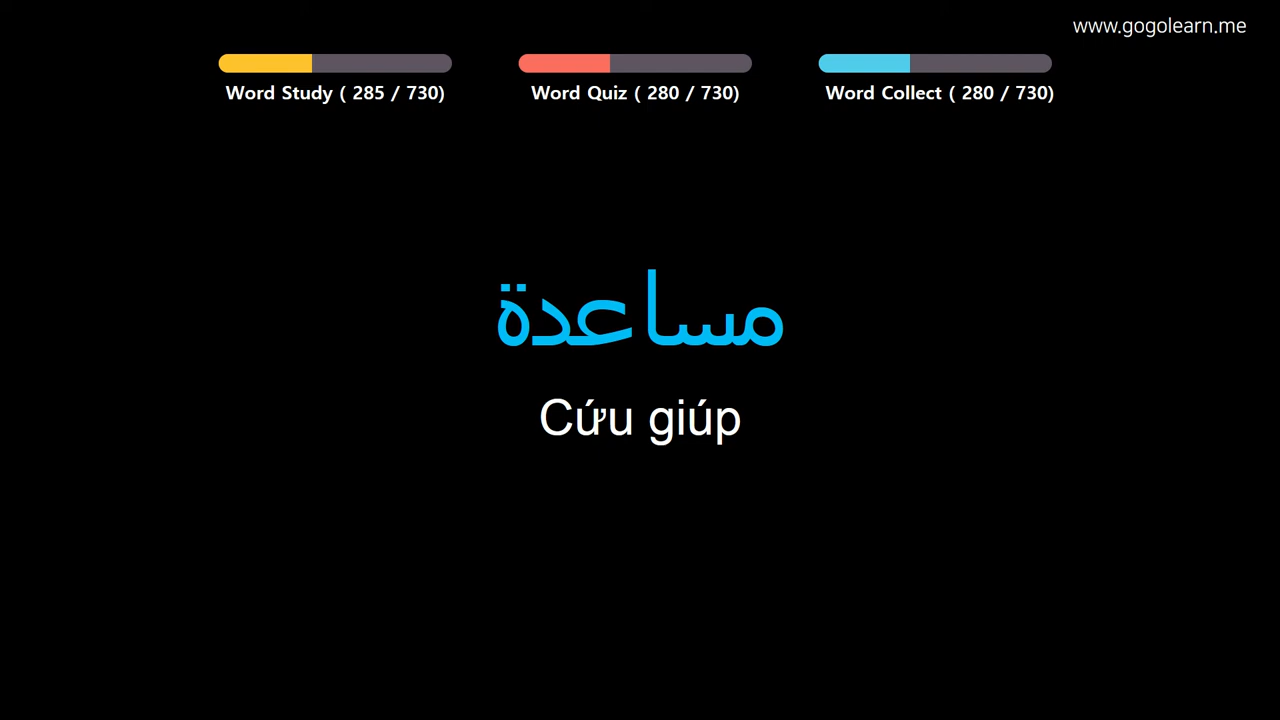 www.gogolearn.me
Word Study ( 285 / 730)
Word Quiz ( 280 / 730)
Word Collect ( 280 / 730)
مساعدة
Cứu giúp